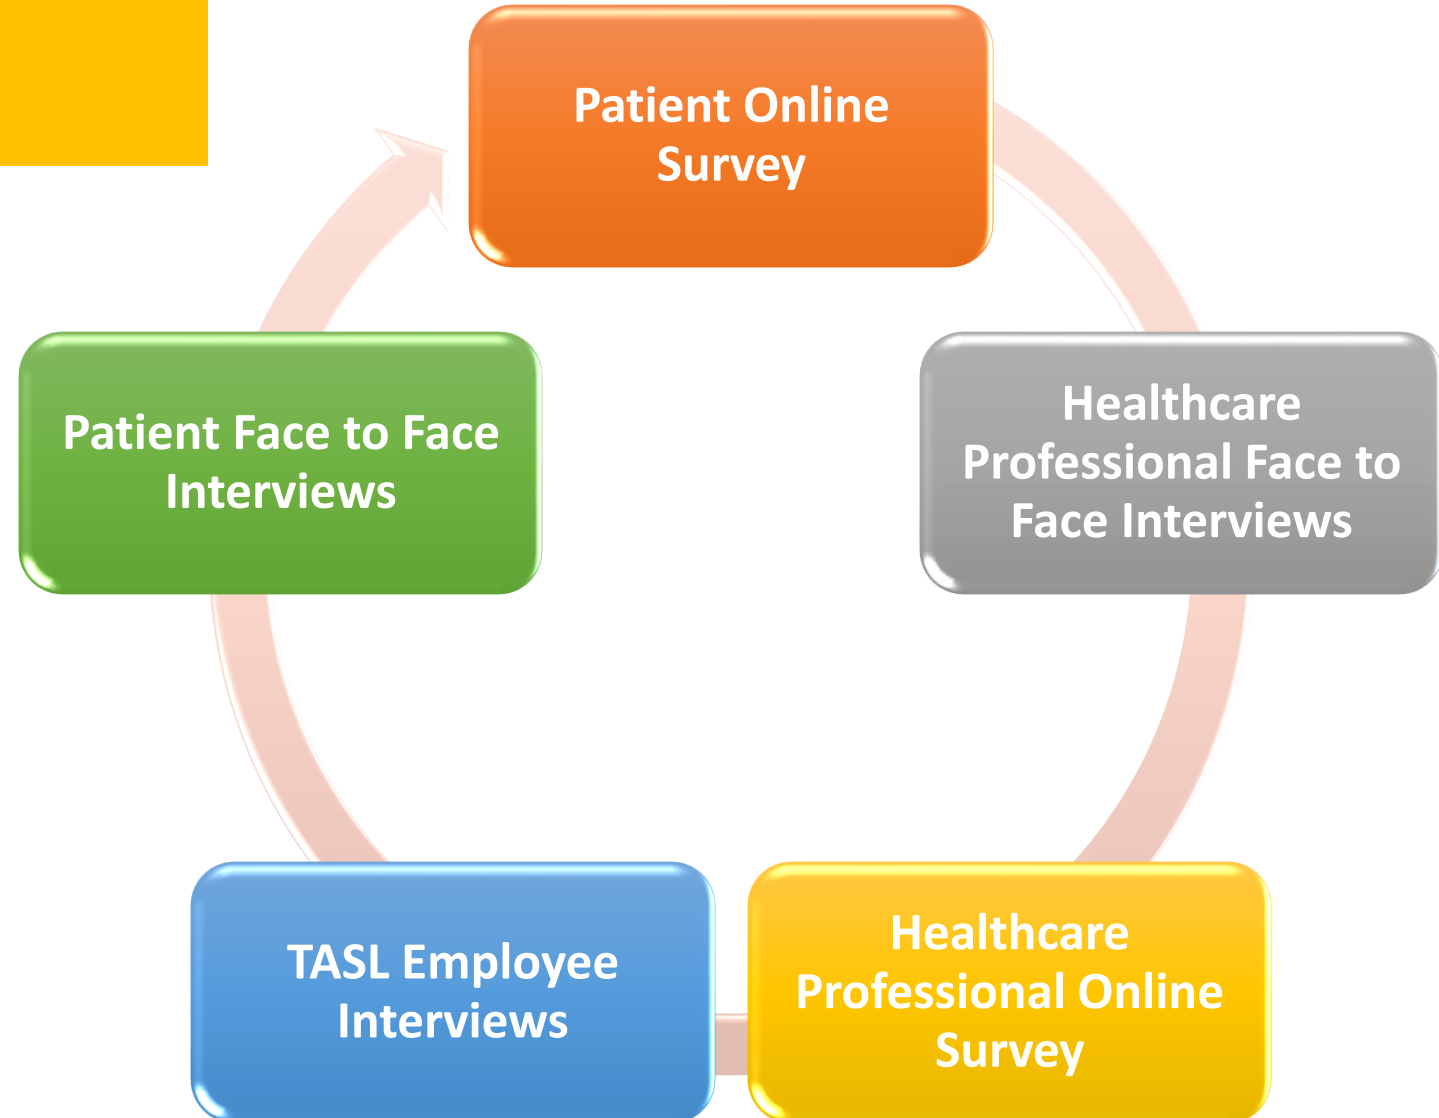 Patient Online
Survey
Healthcare
Professional Face to
Face Interviews
Healthcare
Professional Online
Survey
TASL Employee
Interviews
Patient Face to Face
Interviews